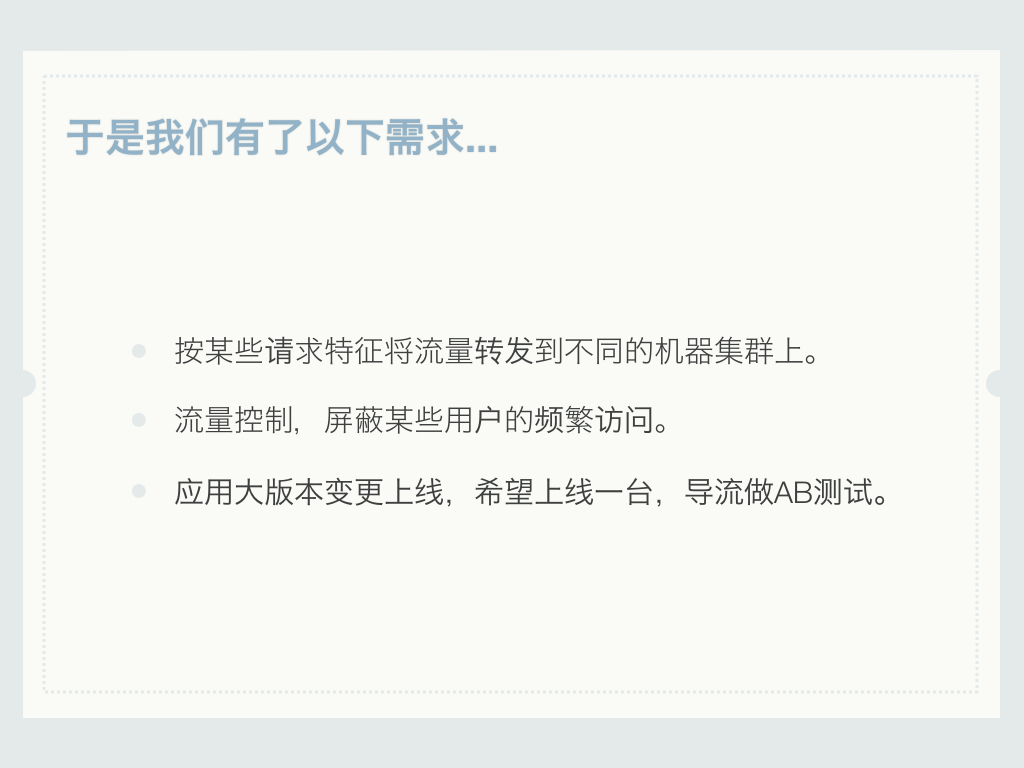 于是我们有了以下需求...
按某些请求特征将流量转发到不同的机器集群上。
流量控制，屏蔽某些用户的频繁访问。
应用大版本变更上线，希望上线一台，导流做AB测试。